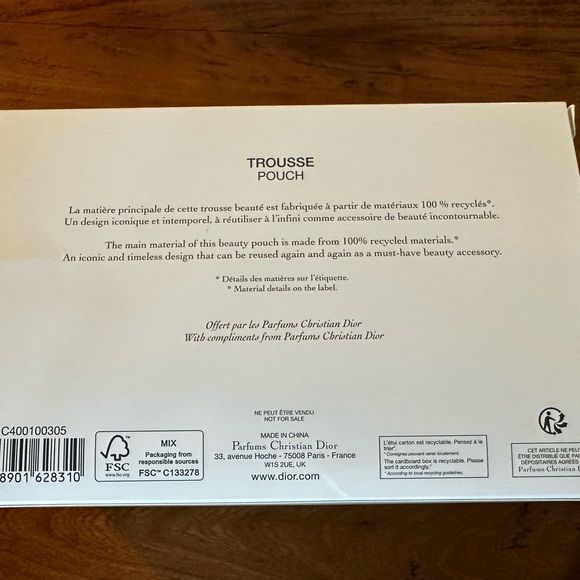 TROUSSE
POUCH
La matière principale de cette trousse beauté est fabriquée à partir de matériaux 100 % recyclés*.
Un design iconique et intemporel, à réutiliser à l'infini comme accessoire de beauté incontournable.
The main material of this beauty pouch is made from 100% recycled materials.*
An iconic and timeless design that can be reused again and again as a must-have beauty accessory.
* Détails des matières sur l'étiquette.
* Material details on the label.
Offert par les Parfums Christian Dior
With compliments from Parfums Christian Dior
NE PEUT ÊTRE VENDU
NOT FOR SALE
MADE IN CHINA
Parfums Christian Dior
33, avenue Hoche - 75008 Paris - France
W1S 2UE, UK
www.dior.com
C400100305
8901 628310
FSC
www.fsc.org
MIX
Packaging from
responsible sources
FSC™ C133278
L'étui carton est recyclable. Pensez à le
trier*.
* Consignes pouvant varier localement.
The cardboard box is recyclable. Please
sort it accordingly.*
* According to local recycling guidelines.
CET ARTICLE NE PEU
ÊTRE DISTRIBUÉ QUE PA
DÉPOSITAIRES AGRÉÉS
Parfums Christian